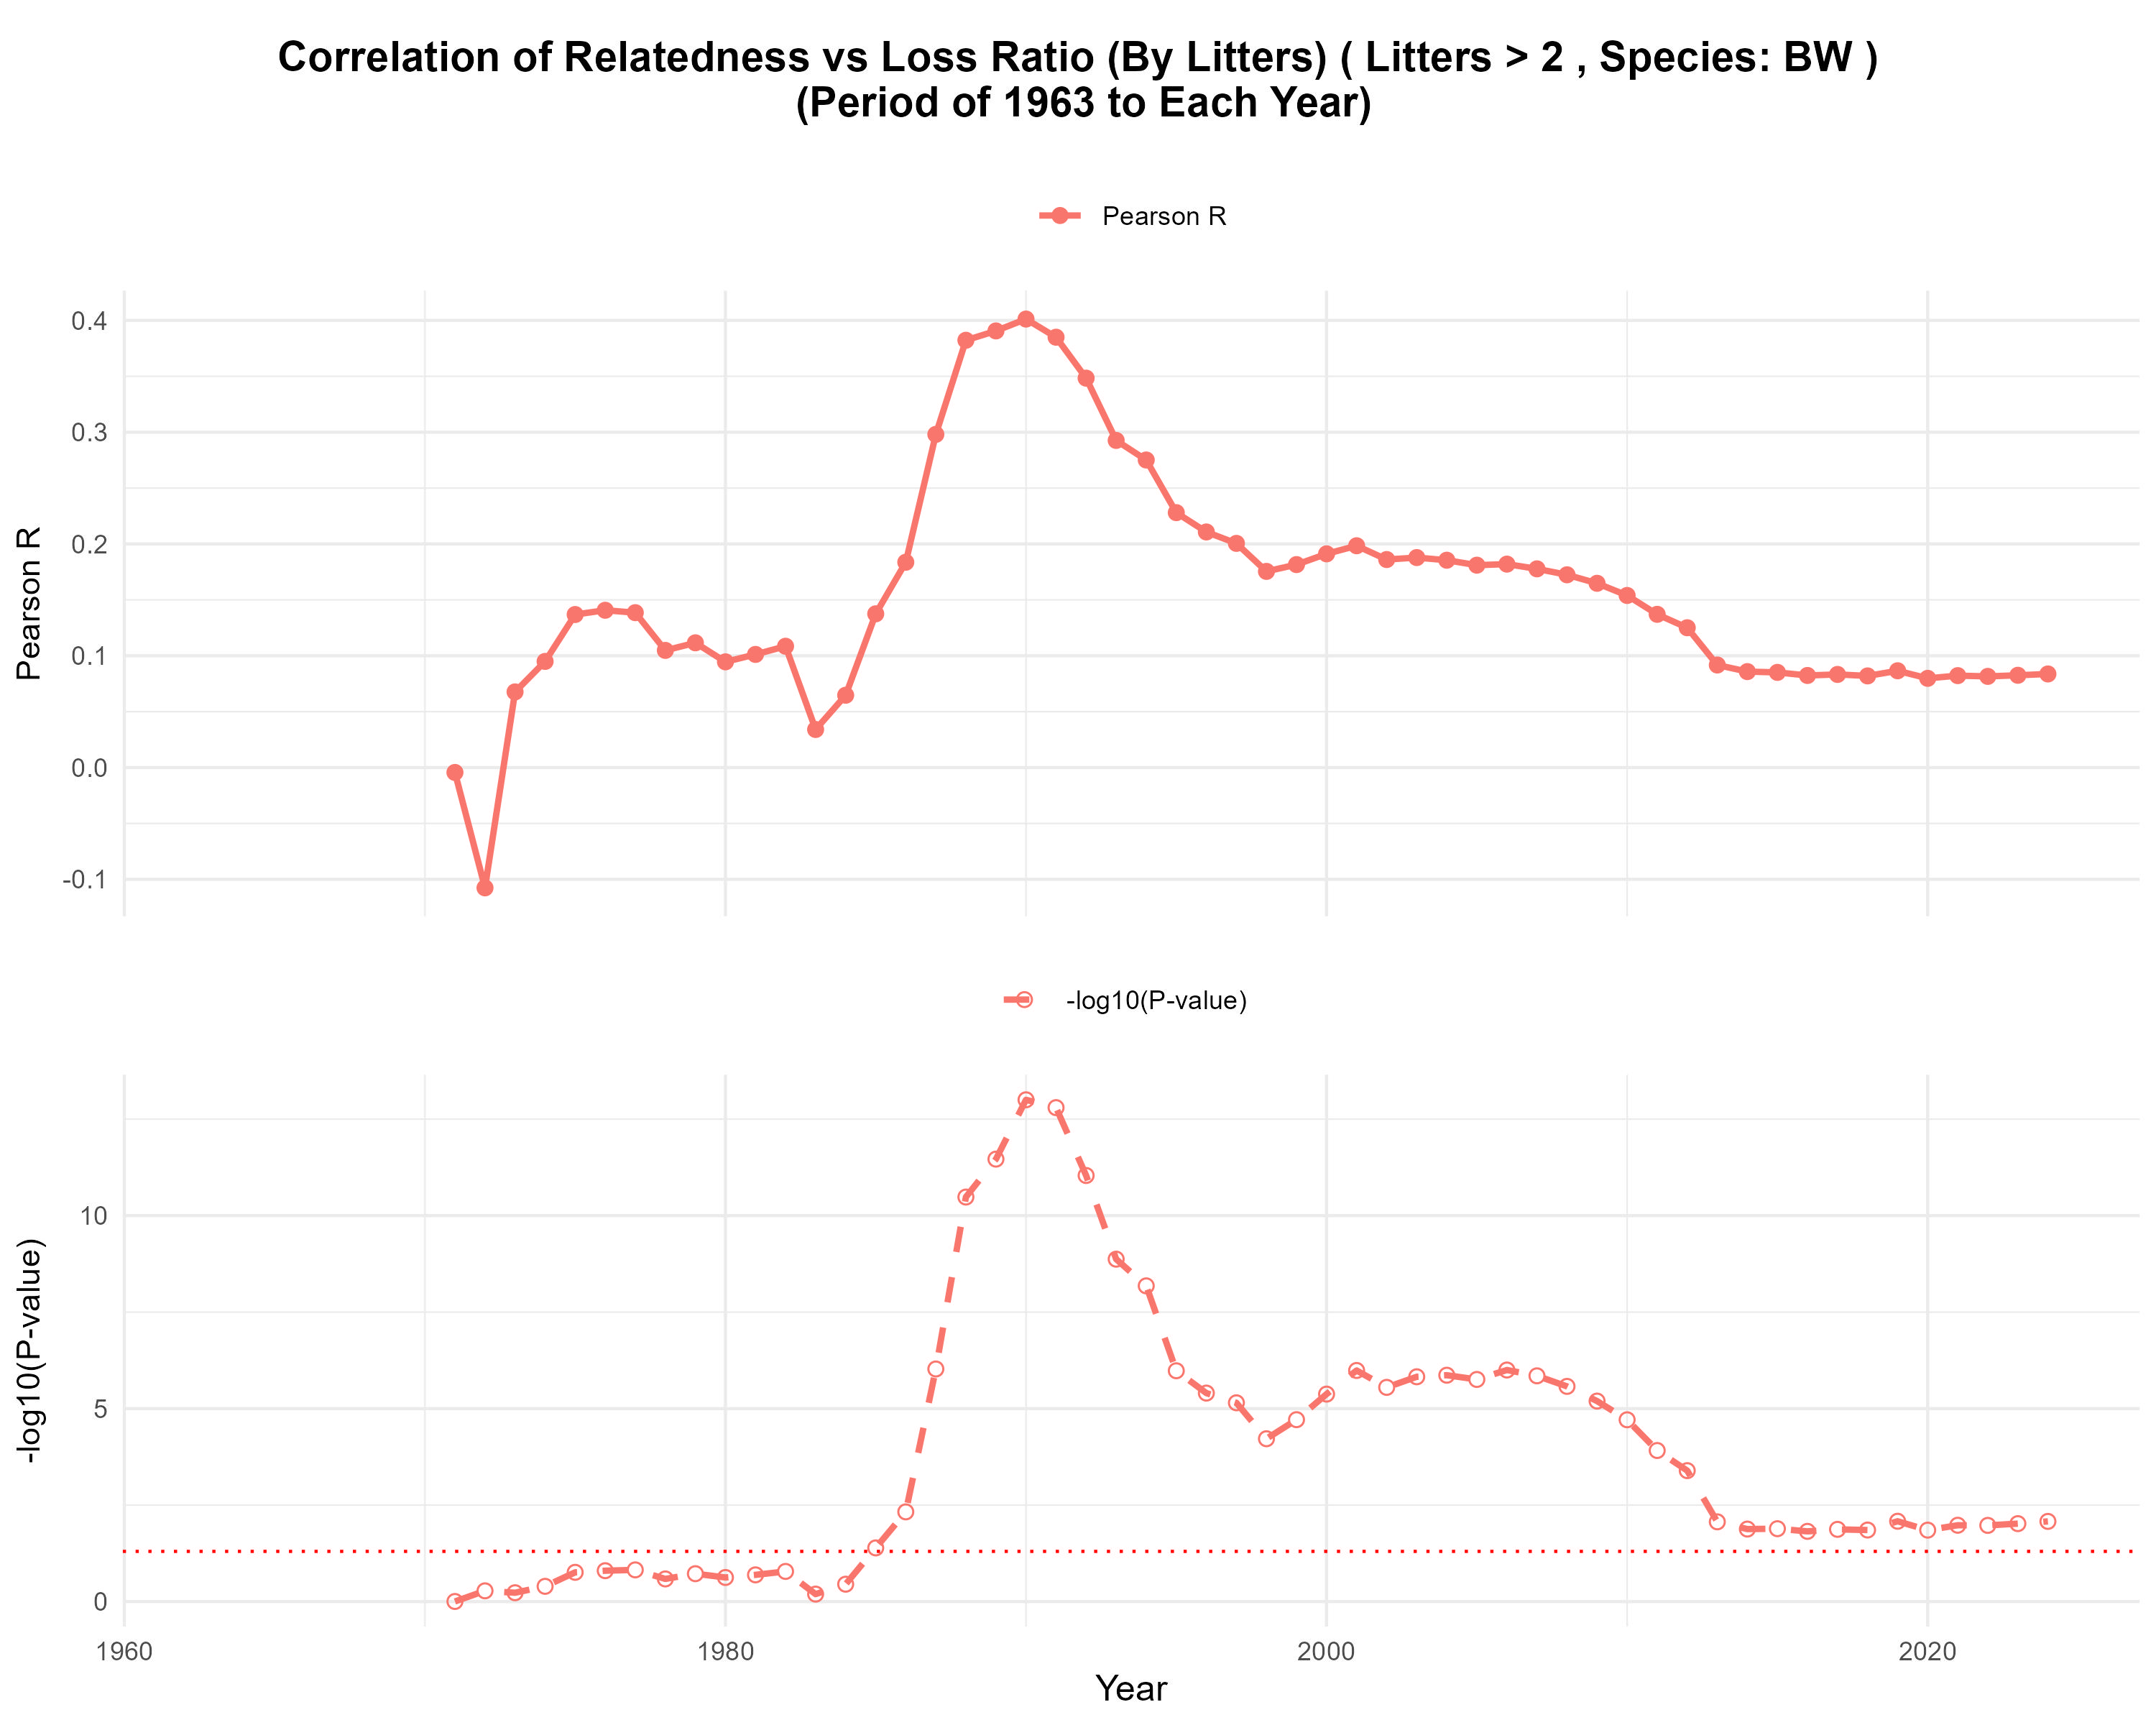 Correlation of Relatedness vs Loss Ratio (By Litters) ( Litters > 2 , Species: BW )
(Period of 1963 to Each Year)
Pearson R
Pearson R
0.4
0.3
0.2
0.1
0.0
-0.1
-log10(P-value)
-log10(P-value)
10
5
0
1960
1980
2000
2020
Year